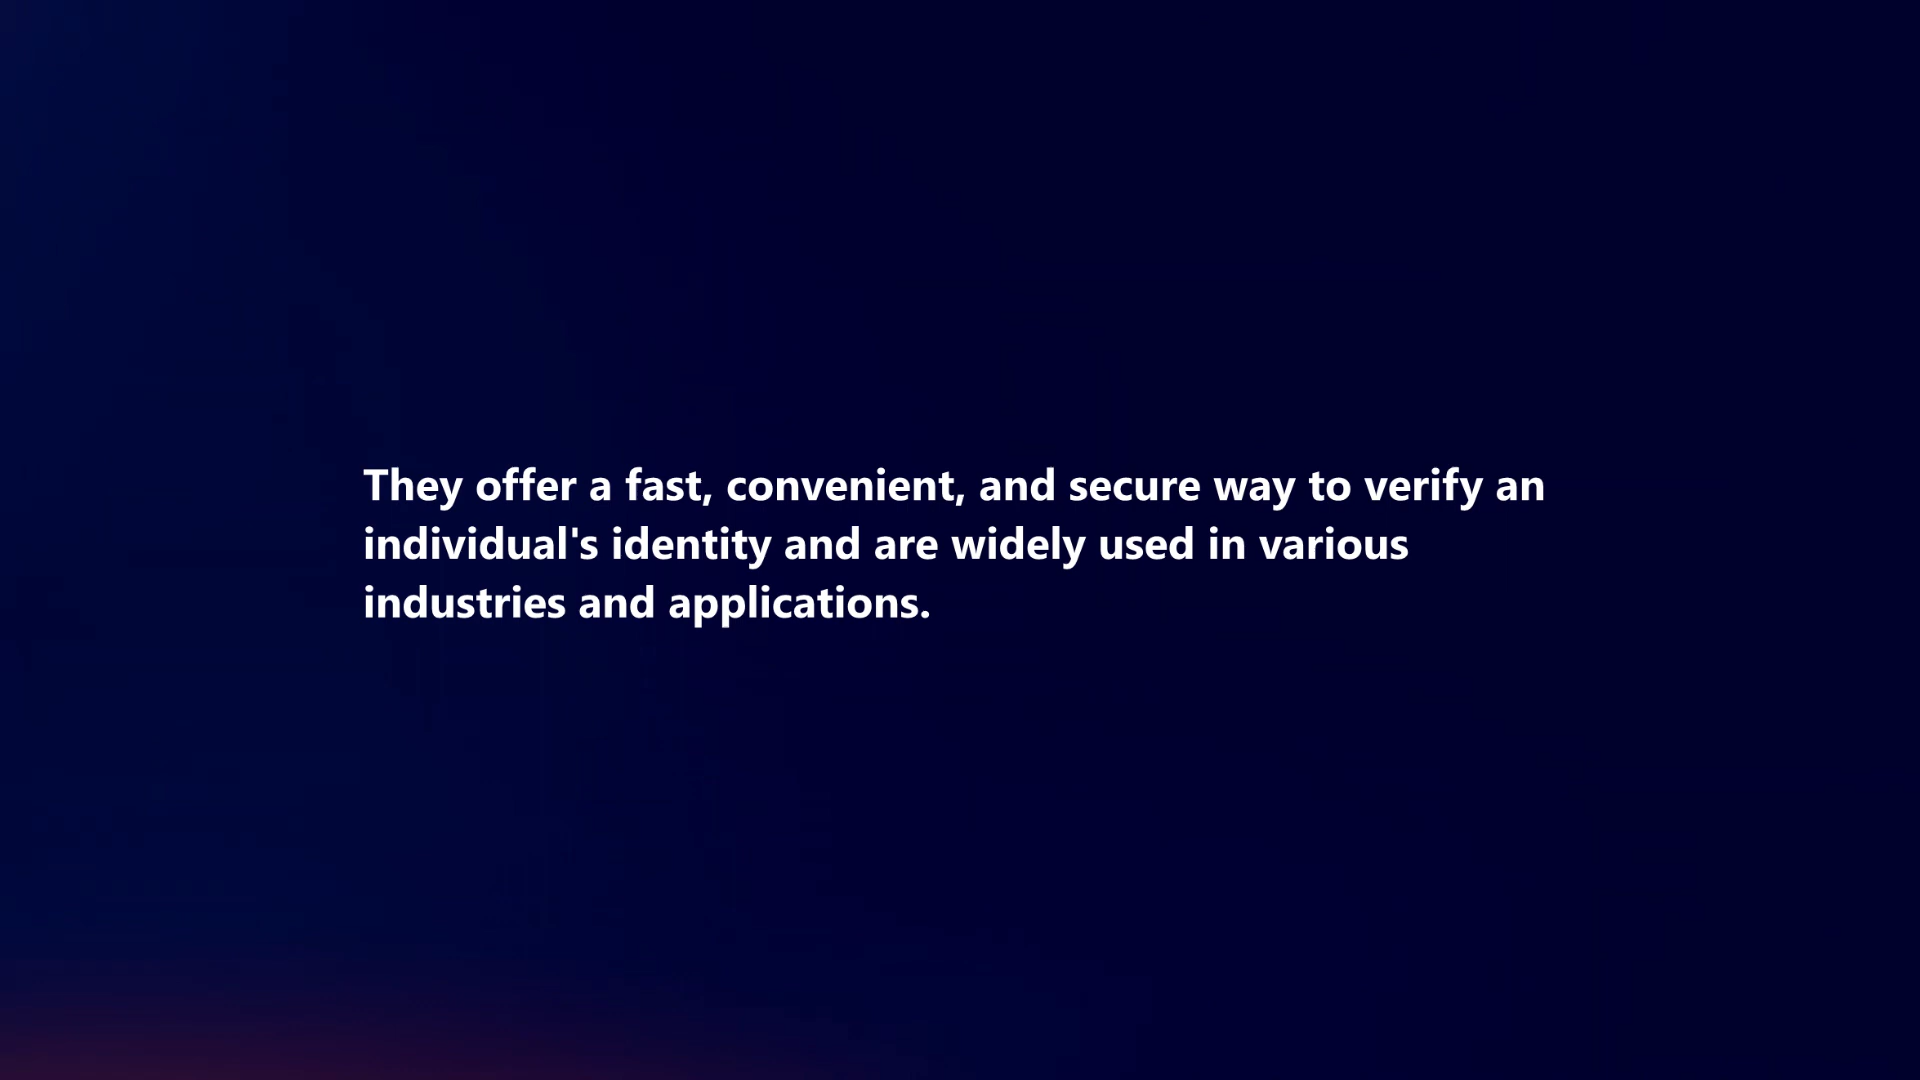 They offer a fast, convenient, and secure way to verify an
individual's identity and are widely used in various
industries and applications.